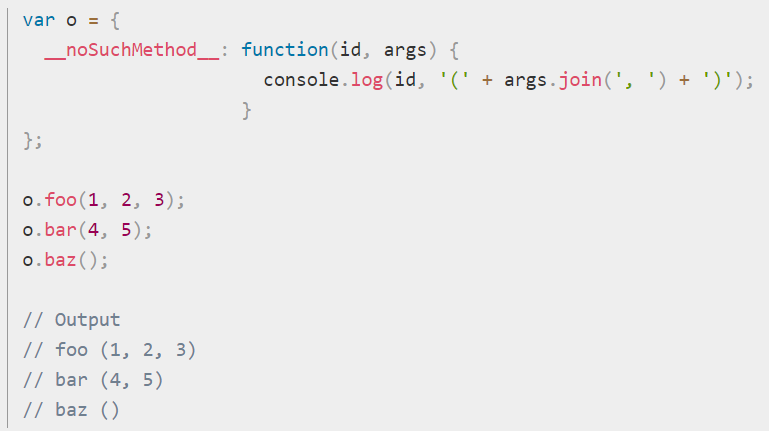 var o = {
  __noSuchMethod__: function(id, args) {
                      console.log(id, '(' + args.join(', ') + ')');
                    }
};

o.foo(1, 2, 3);
o.bar(4, 5);
o.baz();

// Output
// foo (1, 2, 3)
// bar (4, 5)
// baz ()